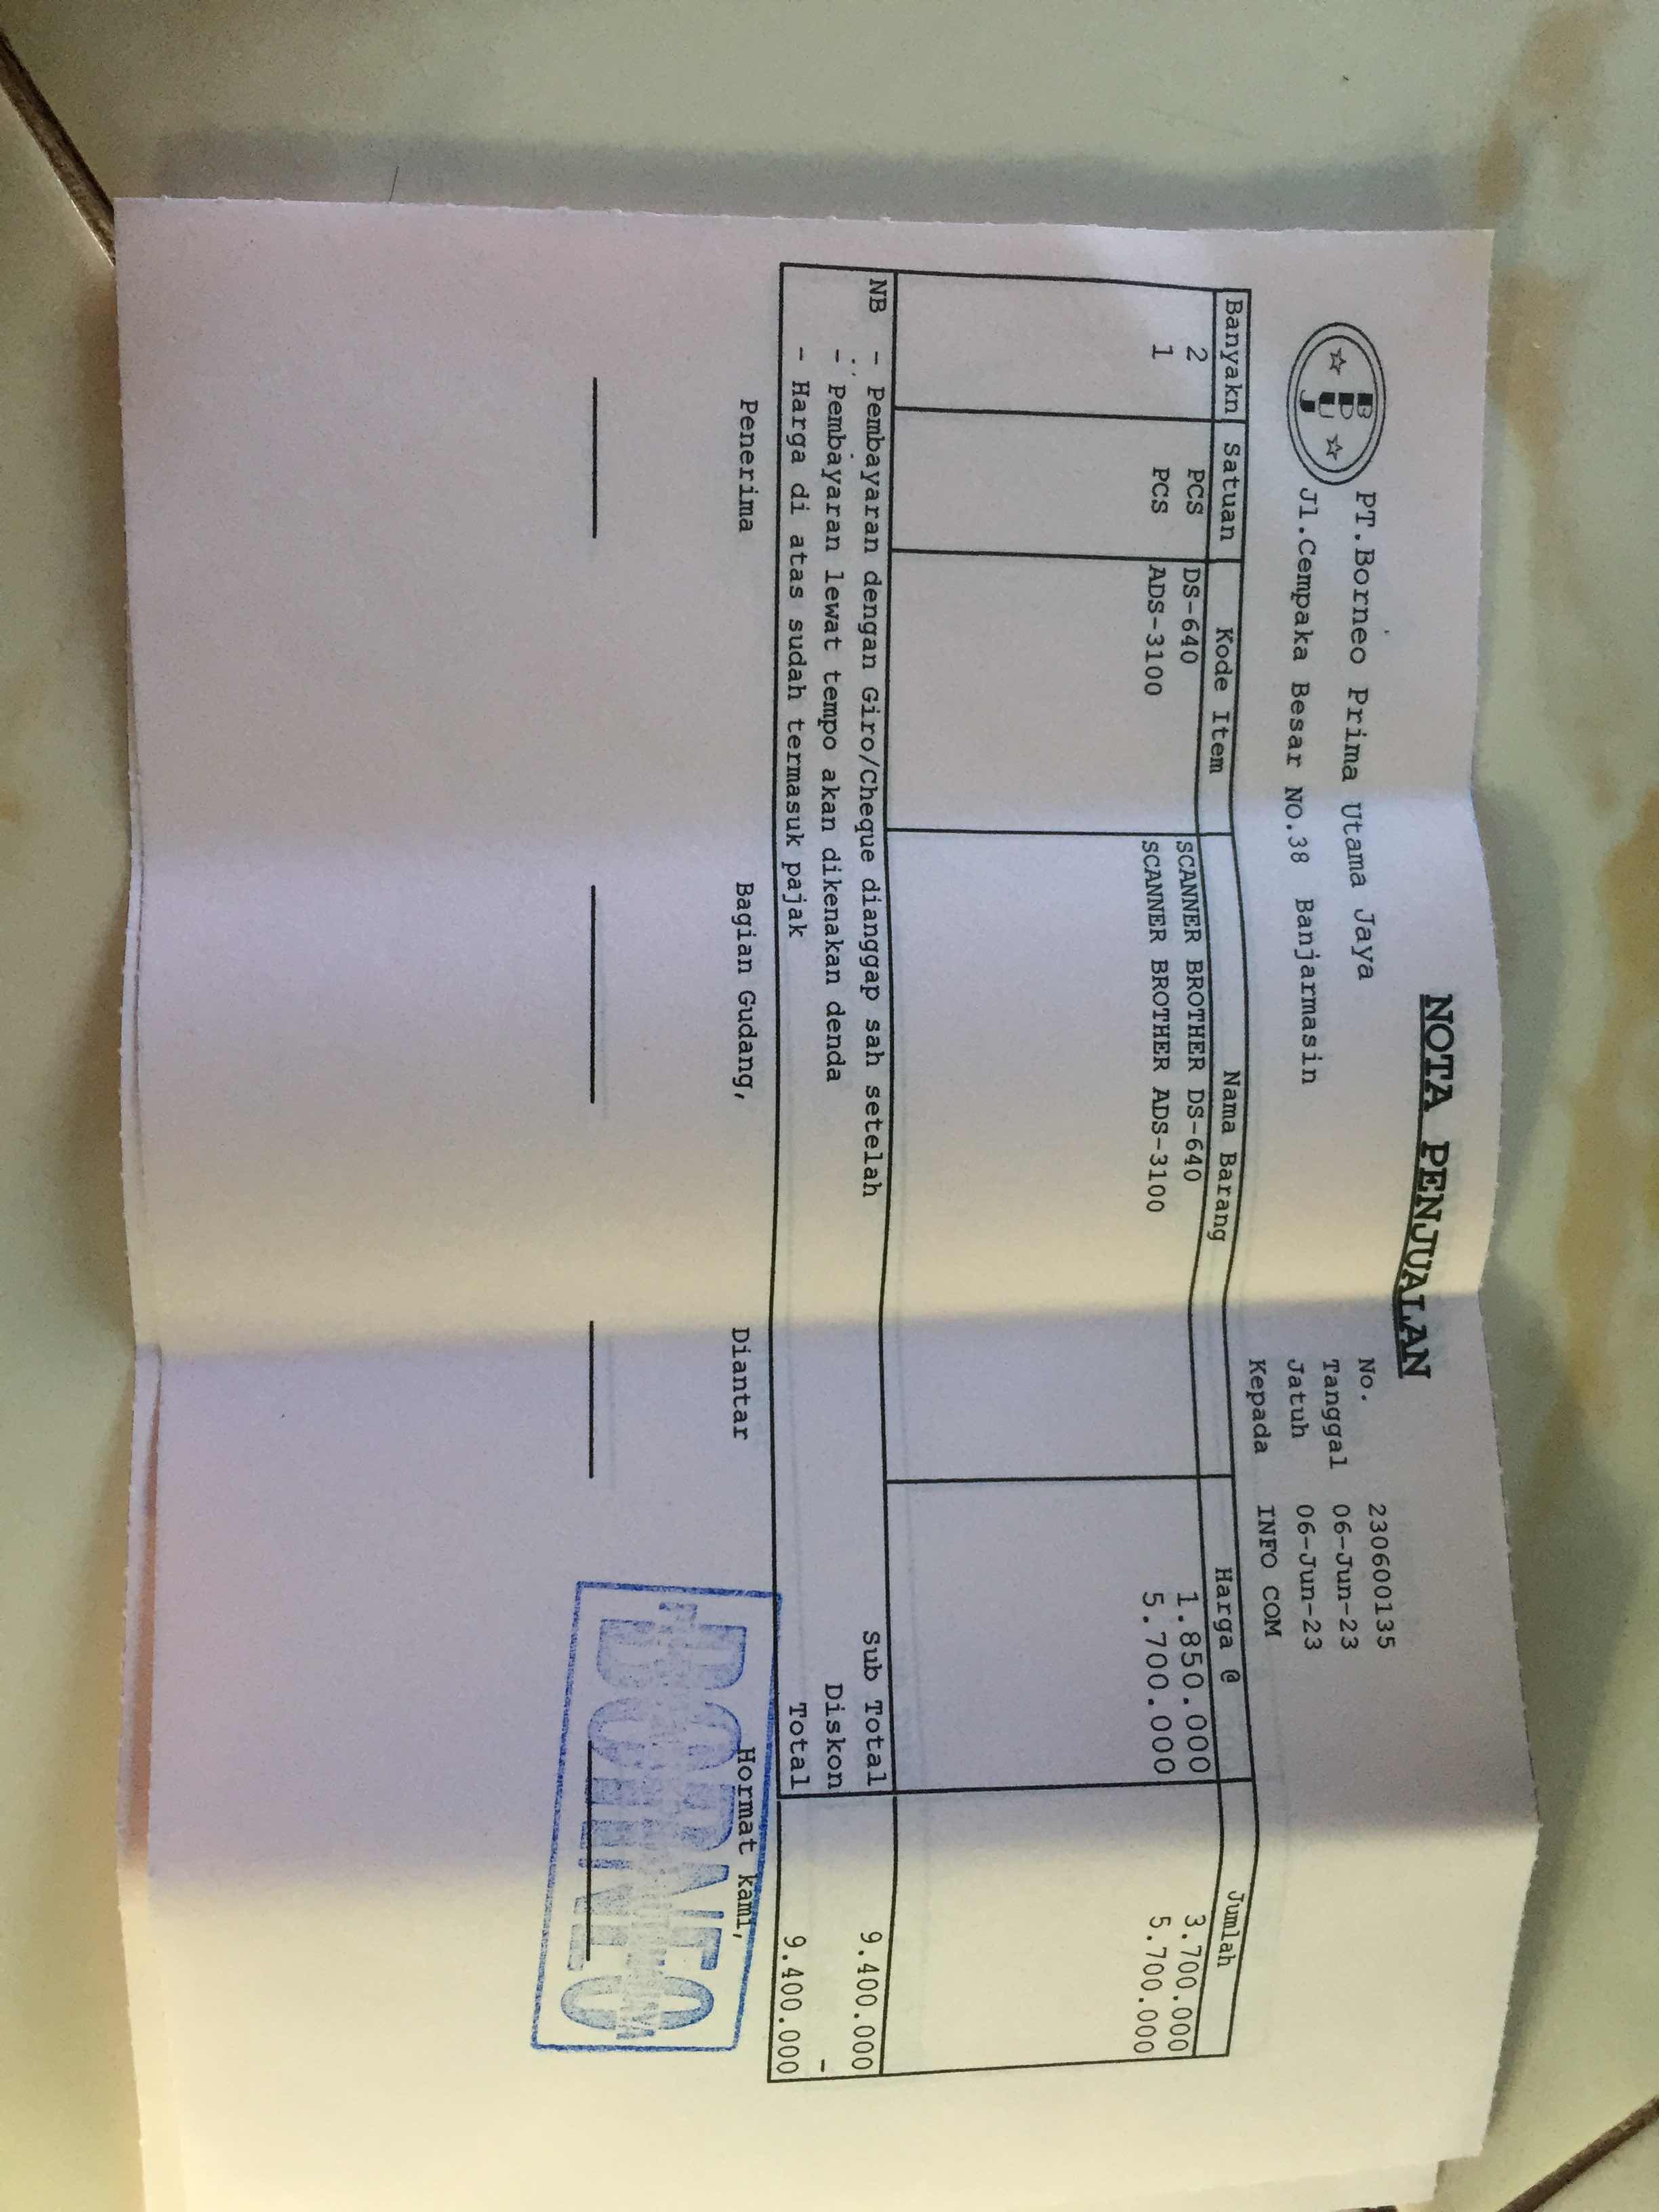 NOTA PENJUALAN
BPUJ
PT.Borneo Prima Utama Jaya
Jl.Cempaka Besar NO.38 Banjarmasin
No. 230600135
Tanggal 06-Jun-23
Jatuh 06-Jun-23
Kepada INFO COM
Banyakn Satuan Kode Item Nama Barang Harga @ Jumlah
2 PCS DS-640 SCANNER BROTHER DS-640 1.850.000 3.700.000
1 PCS ADS-3100 SCANNER BROTHER ADS-3100 5.700.000 5.700.000
NB - Pembayaran dengan Giro/Cheque dianggap sah setelah Sub Total 9.400.000
- Pembayaran lewat tempo akan dikenakan denda Diskon -
- Harga di atas sudah termasuk pajak Total 9.400.000
Penerima Bagian Gudang, Diantar Hormat kami,
BORNEO